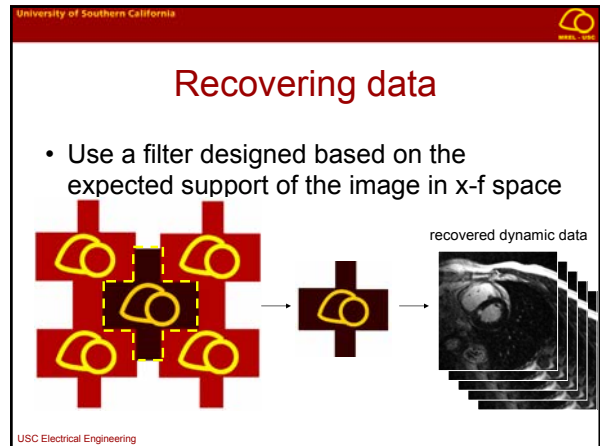 University of Southern California
MREL - USC
Recovering data
• Use a filter designed based on the
expected support of the image in x-f space
recovered dynamic data
USC Electrical Engineering